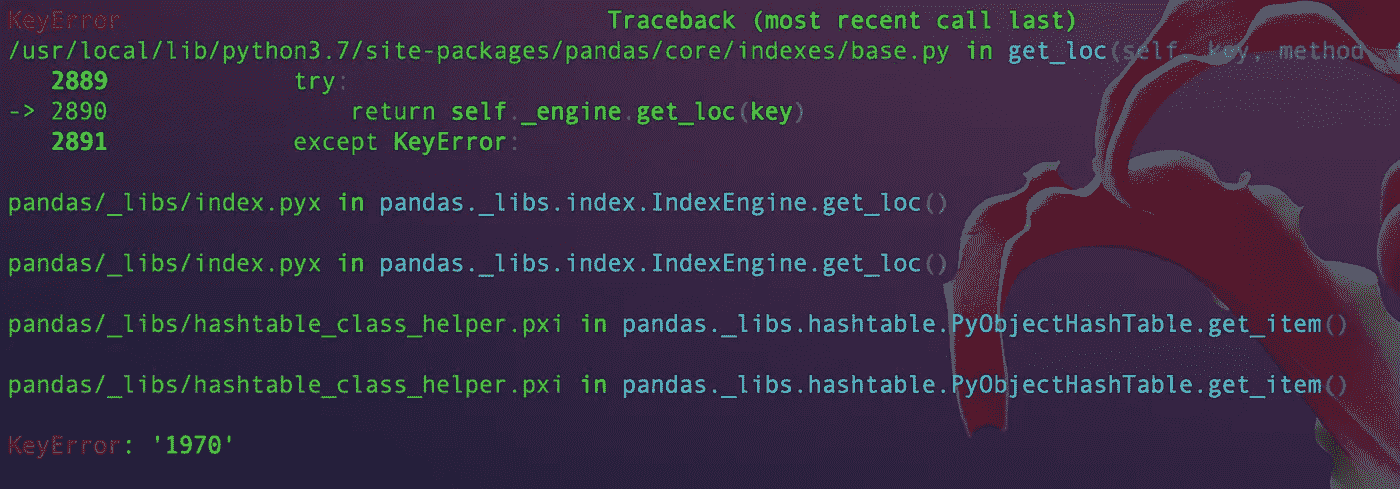 KeyError Traceback (most recent call last)
/usr/local/lib/python3.7/site-packages/pandas/core/indexes/base.py in get_loc(self, key, method
2889 try:
-> 2890 return self._engine.get_loc(key)
2891 except KeyError:
pandas/_libs/index.pyx in pandas._libs.index.IndexEngine.get_loc()
pandas/_libs/index.pyx in pandas._libs.index.IndexEngine.get_loc()
pandas/_libs/hashtable_class_helper.pxi in pandas._libs.hashtable.PyObjectHashTable.get_item()
pandas/_libs/hashtable_class_helper.pxi in pandas._libs.hashtable.PyObjectHashTable.get_item()
KeyError: '1970'